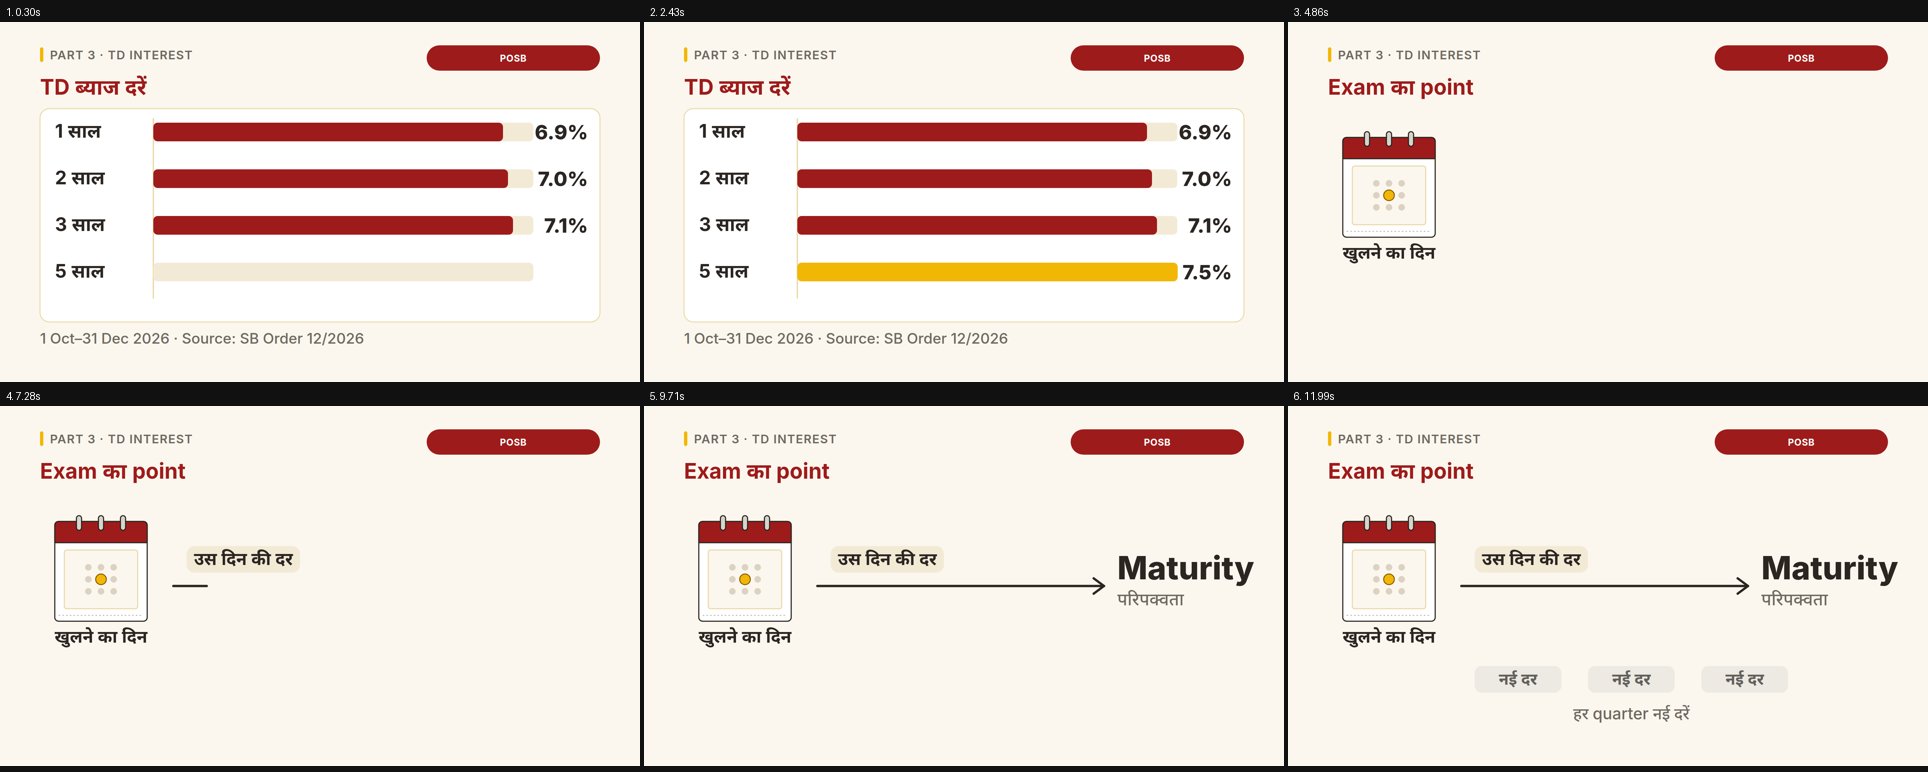 1. 0.30s
PART 3 · TD INTEREST
POSB
TD ब्याज दरें
1 साल 6.9%
2 साल 7.0%
3 साल 7.1%
5 साल
1 Oct–31 Dec 2026 · Source: SB Order 12/2026
2. 2.43s
PART 3 · TD INTEREST
POSB
TD ब्याज दरें
1 साल 6.9%
2 साल 7.0%
3 साल 7.1%
5 साल 7.5%
1 Oct–31 Dec 2026 · Source: SB Order 12/2026
3. 4.86s
PART 3 · TD INTEREST
POSB
Exam का point
खुलने का दिन
4. 7.28s
PART 3 · TD INTEREST
POSB
Exam का point
उस दिन की दर
खुलने का दिन
5. 9.71s
PART 3 · TD INTEREST
POSB
Exam का point
उस दिन की दर
Maturity
परिपक्वता
खुलने का दिन
6. 11.99s
PART 3 · TD INTEREST
POSB
Exam का point
उस दिन की दर
Maturity
परिपक्वता
खुलने का दिन
नई दर नई दर नई दर
हर quarter नई दरें